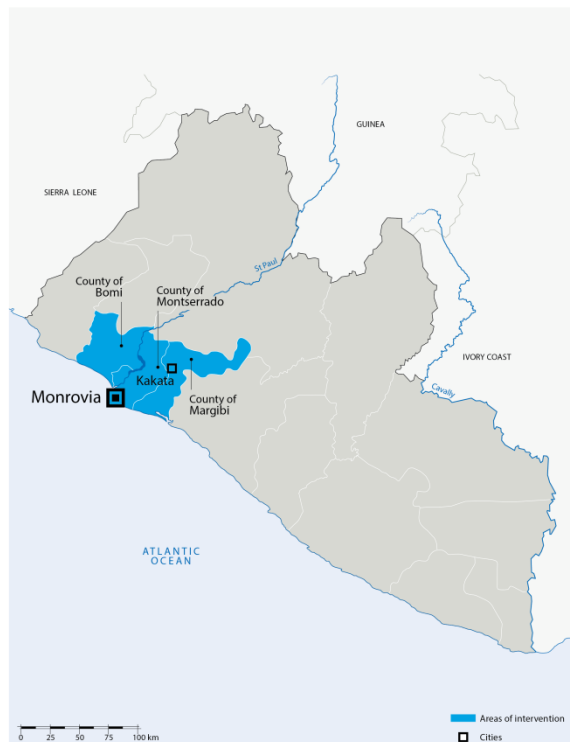 GUINEA
SIERRA LEONE
St Paul
County of
Bomi
County of
Montserrado
IVORY COAST
Kakata
Monrovia
County of
Margibi
Cavally
ATLANTIC
OCEAN
0 25 50 75 100 km
Areas of intervention
Cities